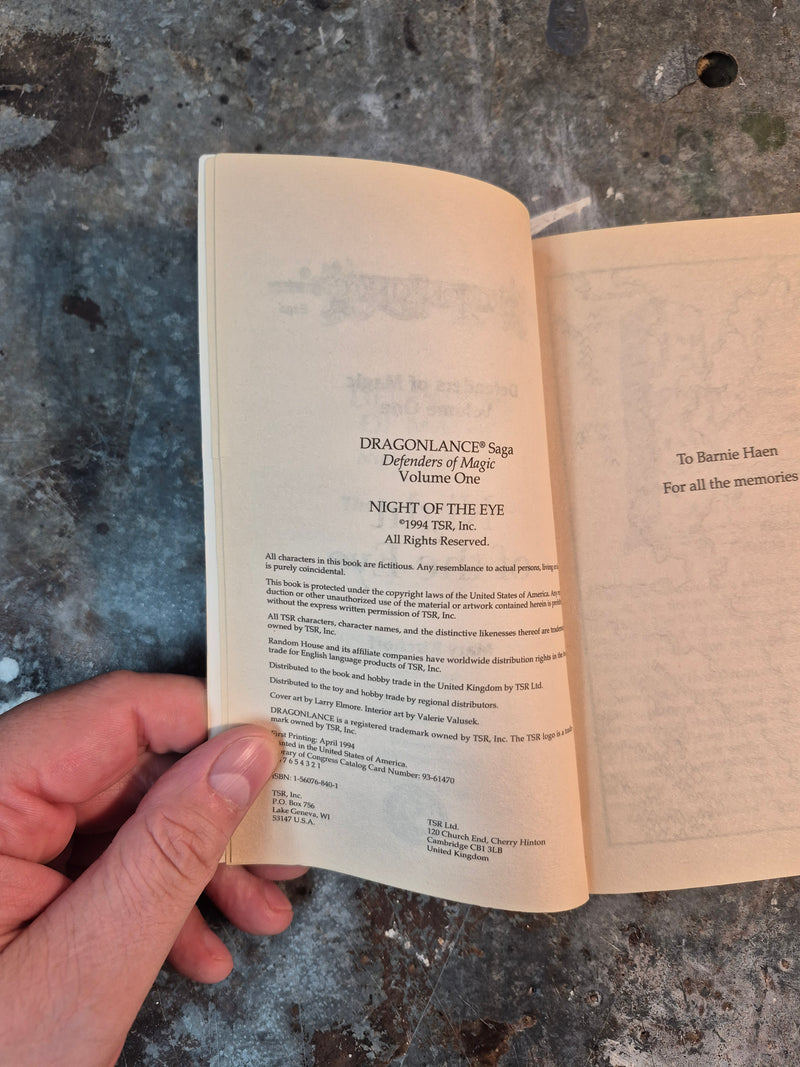 DRAGONLANCE® Saga
Defenders of Magic
Volume One
NIGHT OF THE EYE
©1994 TSR, Inc.
All Rights Reserved.
All characters in this book are fictitious. Any resemblance to actual persons, living
is purely coincidental.
This book is protected under the copyright laws of the United States of America. Any
duction or other unauthorized use of the material or artwork contained herein is
without the express written permission of TSR, Inc.
All TSR characters, character names, and the distinctive likenesses thereof are
owned by TSR, Inc.
Random House and its affiliate companies have worldwide distribution rights in the
trade for English language products of TSR, Inc.
Distributed to the book and hobby trade in the United Kingdom by TSR Ltd.
Distributed to the toy and hobby trade by regional distributors.
Cover art by Larry Elmore. Interior art by Valerie Valusek.
DRAGONLANCE is a registered trademark owned by TSR, Inc. The TSR logo is a
mark owned by TSR, Inc.
First Printing: April 1994
in the United States of America.
of Congress Catalog Card Number: 93-61470
7 6 5 4 3 2 1
ISBN: 1-56076-840-1
TSR, Inc.
P.O. Box 756
Lake Geneva, WI
53147 U.S.A.
TSR Ltd.
120 Church End, Cherry Hinton
Cambridge CB1 3LB
United Kingdom
To Barnie Haen
For all the memories